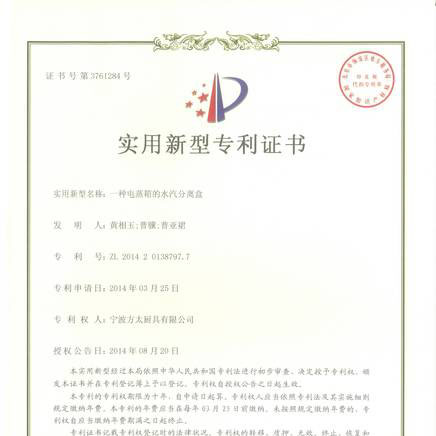 证书号第3761284号
实用新型专利证书
实用新型名称：一种电蒸箱的水汽分离盒
发明人：黄相玉;曹骥;曹亚裙
专利号：ZL 2014 2 0138797.7
专利申请日：2014年03月25日
专利权人：宁波方太厨具有限公司
授权公告日：2014年08月20日
本实用新型经过本局依照中华人民共和国专利法进行初步审查，决定授予专利权，颁
发本证书并在专利登记簿上予以登记。专利权自授权公告之日起生效。
本专利的专利权期限为十年，自申请日起算。专利权人应当依照专利法及其实施细则
规定缴纳年费。本专利的年费应当在每年03月25日前缴纳。未按照规定缴纳年费的，专利
权自应当缴纳年费期满之日起终止。
专利证书记载专利权登记时的法律状况。专利权的转移、质押、无效、终止、恢复和